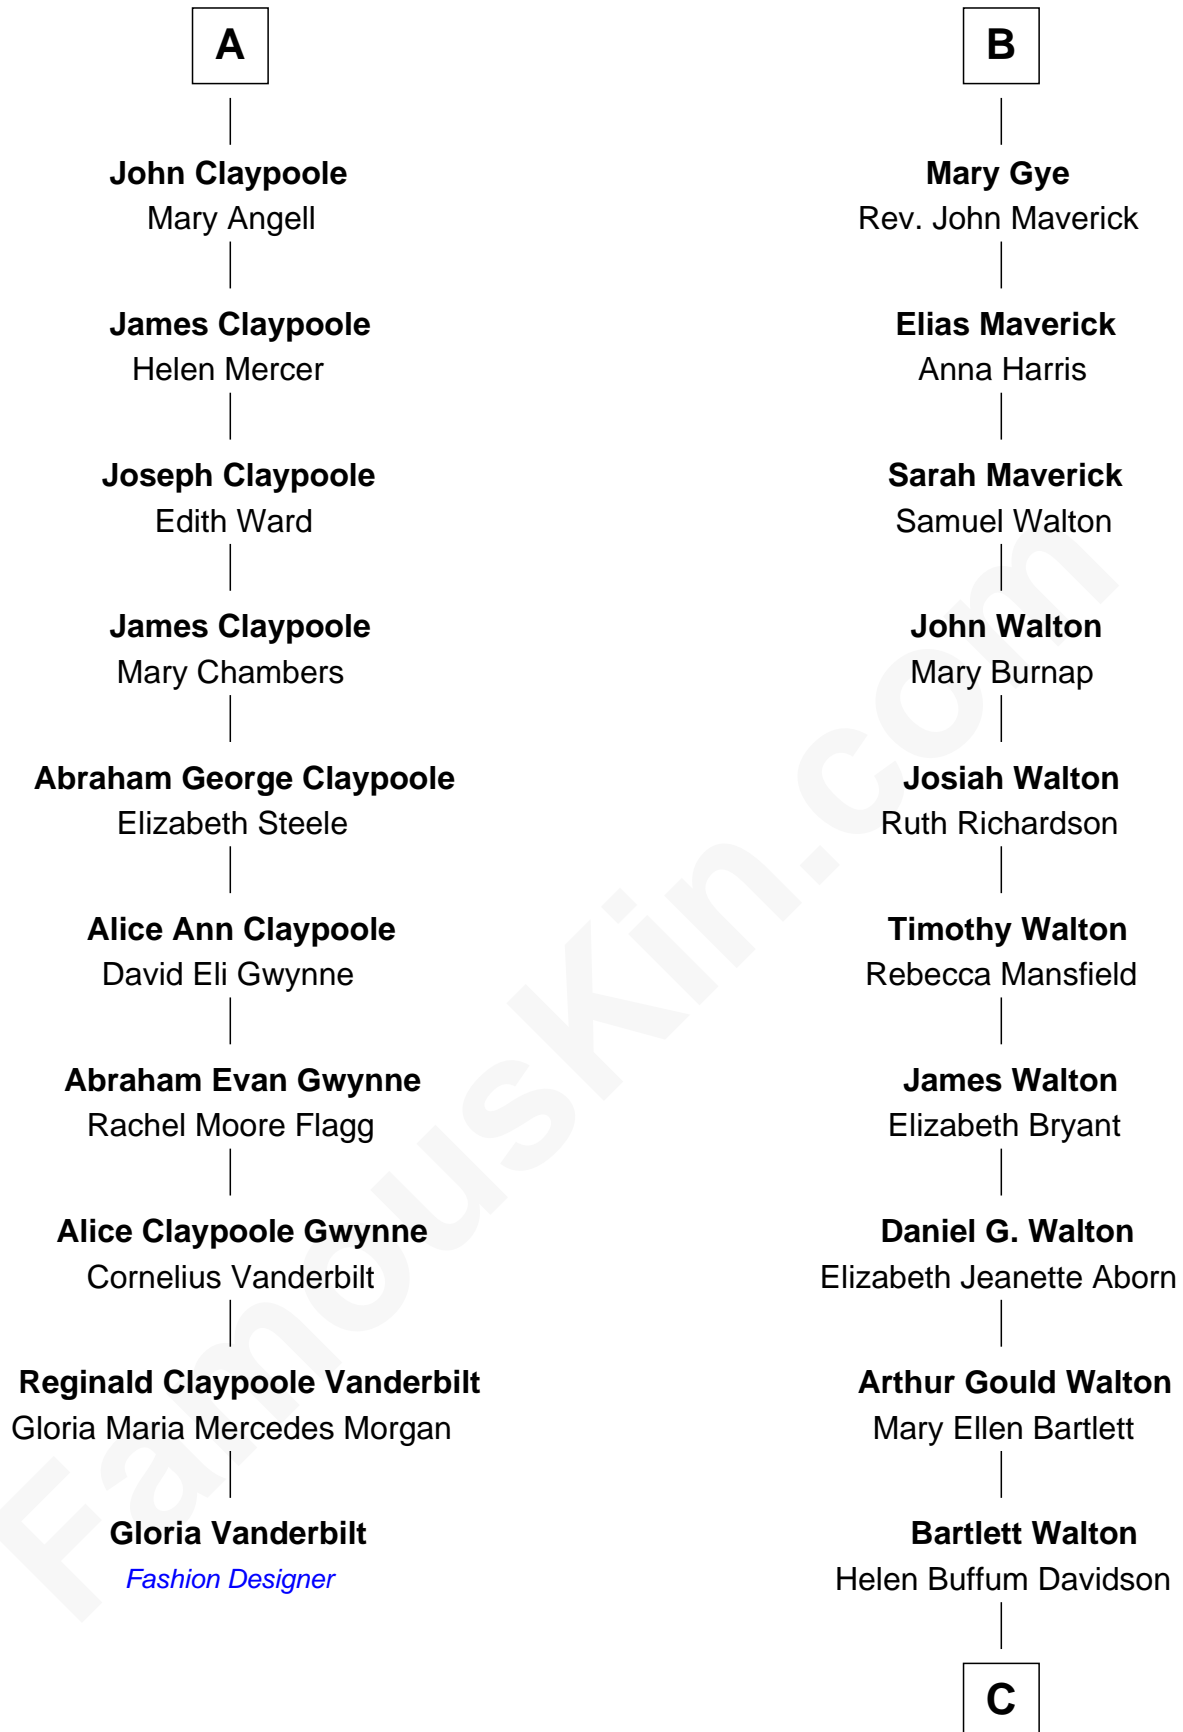 A
John Claypoole
Mary Angell
James Claypoole
Helen Mercer
Joseph Claypoole
Edith Ward
James Claypoole
Mary Chambers
Abraham George Claypoole
Elizabeth Steele
Alice Ann Claypoole
David Eli Gwynne
Abraham Evan Gwynne
Rachel Moore Flagg
Alice Claypoole Gwynne
Cornelius Vanderbilt
Reginald Claypoole Vanderbilt
Gloria Maria Mercedes Morgan
Gloria Vanderbilt
Fashion Designer
B
Mary Gye
Rev. John Maverick
Elias Maverick
Anna Harris
Sarah Maverick
Samuel Walton
John Walton
Mary Burnap
Josiah Walton
Ruth Richardson
Timothy Walton
Rebecca Mansfield
James Walton
Elizabeth Bryant
Daniel G. Walton
Elizabeth Jeanette Aborn
Arthur Gould Walton
Mary Ellen Bartlett
Bartlett Walton
Helen Buffum Davidson
C
FamousKin.com